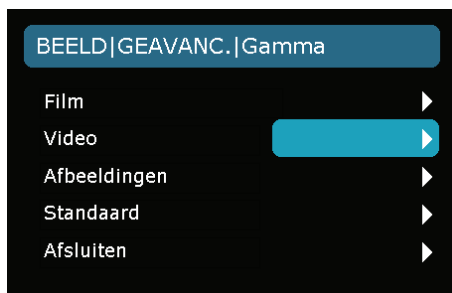 BEELD|GEAVANC.|Gamma
Film
Video
Afbeeldingen
Standaard
Afsluiten